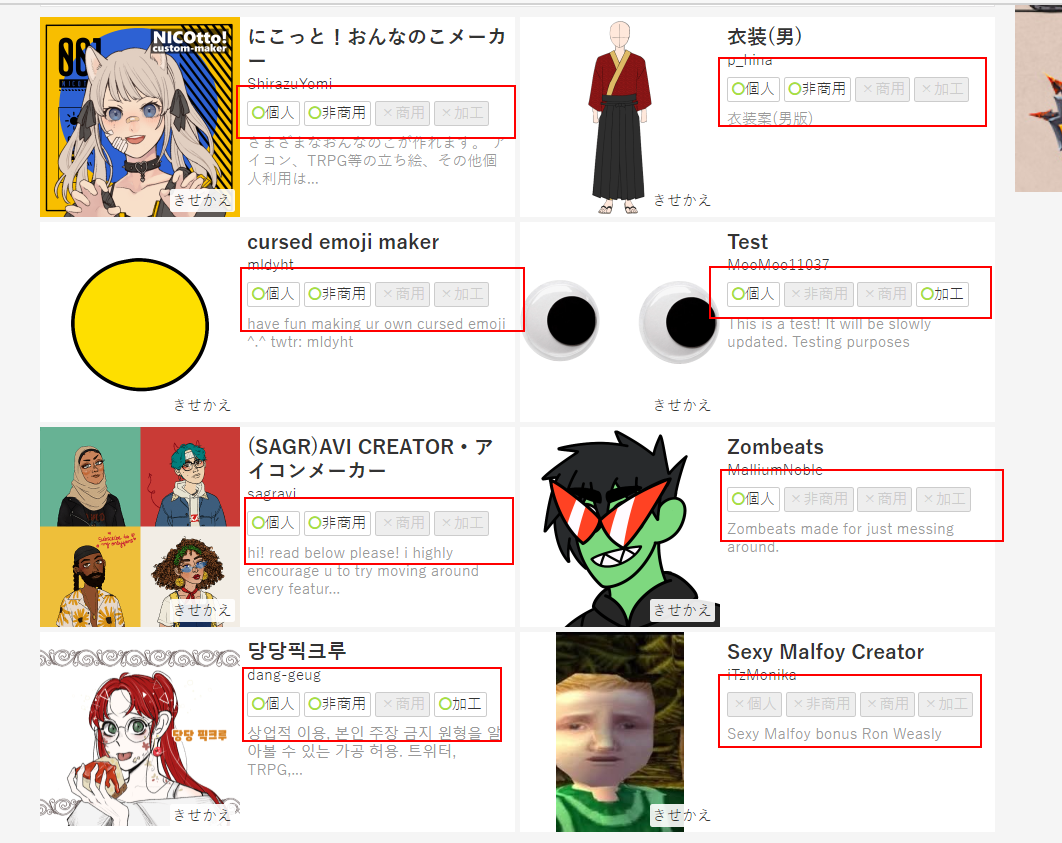 001
NICOtto!
custom-maker
きせかえ
にこっと！おんなのこメーカ
ー
ShirazuYomi
○個人 ○非商用 ×商用 ×加工
さまざまなおんなのこが作れます。 ア
イコン、TRPG等の立ち絵、その他個
人利用は...
きせかえ
衣装(男)
p_hina
○個人 ○非商用 ×商用 ×加工
衣装案(男版)
きせかえ
cursed emoji maker
mldyht
○個人 ○非商用 ×商用 ×加工
have fun making ur own cursed emoji
^.^ twtr: mldyht
きせかえ
Test
MooMoo11037
○個人 ×非商用 ×商用 ○加工
This is a test! It will be slowly
updated. Testing purposes
Subscribe to
my onlyfans
きせかえ
(SAGR)AVI CREATOR・ア
イコンメーカー
sagravi
○個人 ○非商用 ×商用 ×加工
hi! read below please! i highly
encourage u to try moving around
every featur...
きせかえ
Zombeats
MalliumNoble
○個人 ×非商用 ×商用 ×加工
Zombeats made for just messing
around.
당당 픽크루
きせかえ
당당픽크루
dang-geug
○個人 ○非商用 ×商用 ○加工
상업적 이용, 본인 주장 금지 원형을 알
아볼 수 있는 가공 허용. 트위터,
TRPG,...
きせかえ
Sexy Malfoy Creator
iTzMonika
×個人 ×非商用 ×商用 ×加工
Sexy Malfoy bonus Ron Weasly